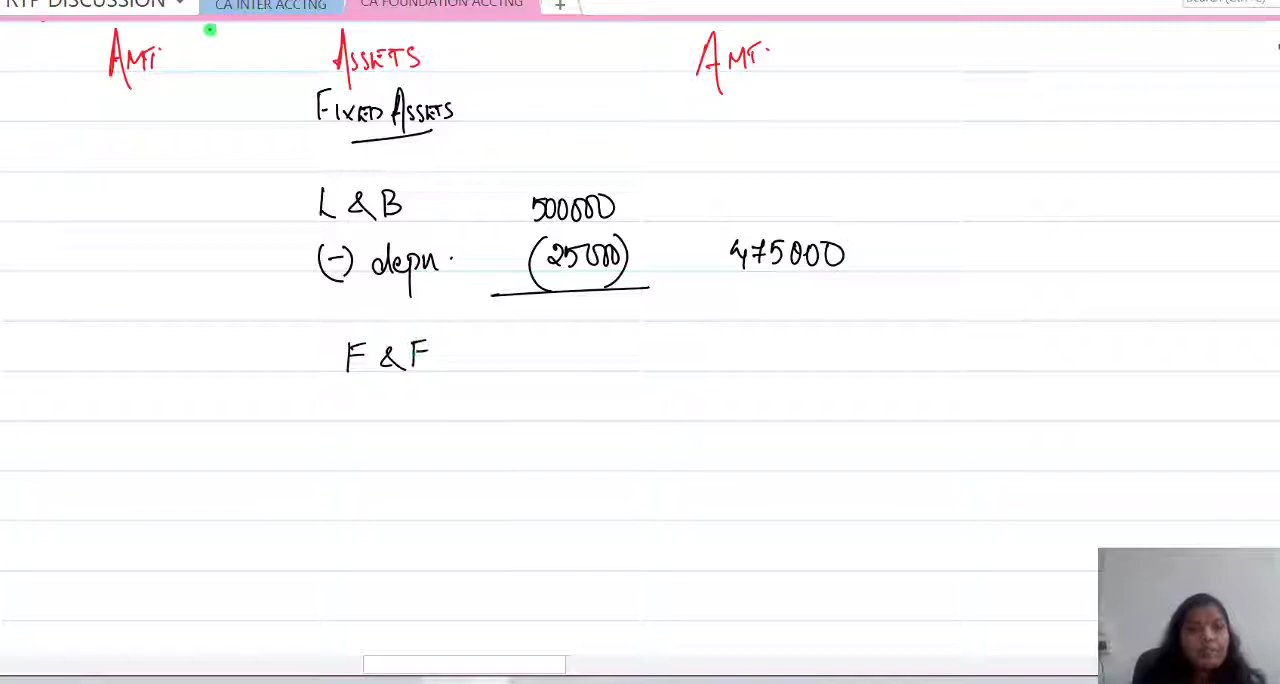 RTP DISCUSSION CA INTER ACCTNG CA FOUNDATION ACCTNG +
AMT. ASSETS AMT.
FIXED ASSETS
L & B 500000
(-) depn. (25000) 475000
F & F